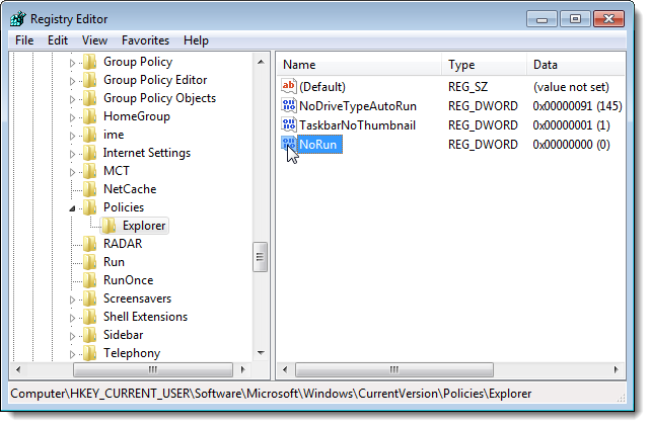 Registry Editor
File Edit View Favorites Help
Group Policy
Group Policy Editor
Group Policy Objects
HomeGroup
ime
Internet Settings
MCT
NetCache
Policies
Explorer
RADAR
Run
RunOnce
Screensavers
Shell Extensions
Sidebar
Telephony
Name Type Data
ab (Default) REG_SZ (value not set)
NoDriveTypeAutoRun REG_DWORD 0x00000091 (145)
TaskbarNoThumbnail REG_DWORD 0x00000001 (1)
NoRun REG_DWORD 0x00000000 (0)
Computer\HKEY_CURRENT_USER\Software\Microsoft\Windows\CurrentVersion\Policies\Explorer